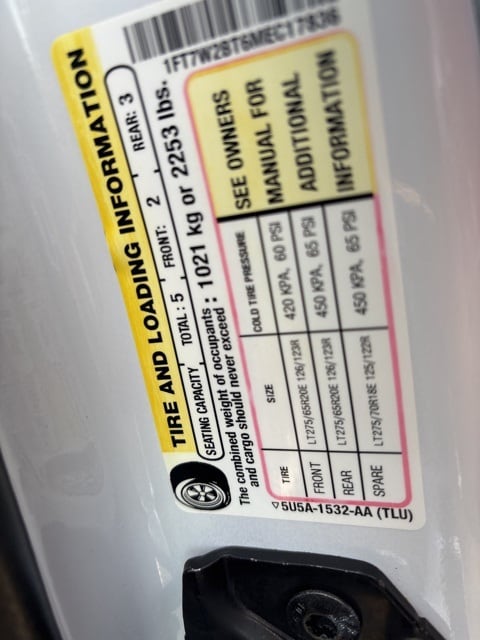 1FT7W2BT6MEC17836
TIRE AND LOADING INFORMATION
SEATING CAPACITY TOTAL: 5 FRONT: 2 REAR: 3
The combined weight of occupants : 1021 kg or 2253 lbs.
and cargo should never exceed
TIRE SIZE COLD TIRE PRESSURE
FRONT LT275/65R20E 126/123R 420 KPA, 60 PSI
REAR LT275/65R20E 126/123R 450 KPA, 65 PSI
SPARE LT275/70R18E 125/122R 450 KPA, 65 PSI
SEE OWNERS
MANUAL FOR
ADDITIONAL
INFORMATION
▽5U5A-1532-AA (TLU)